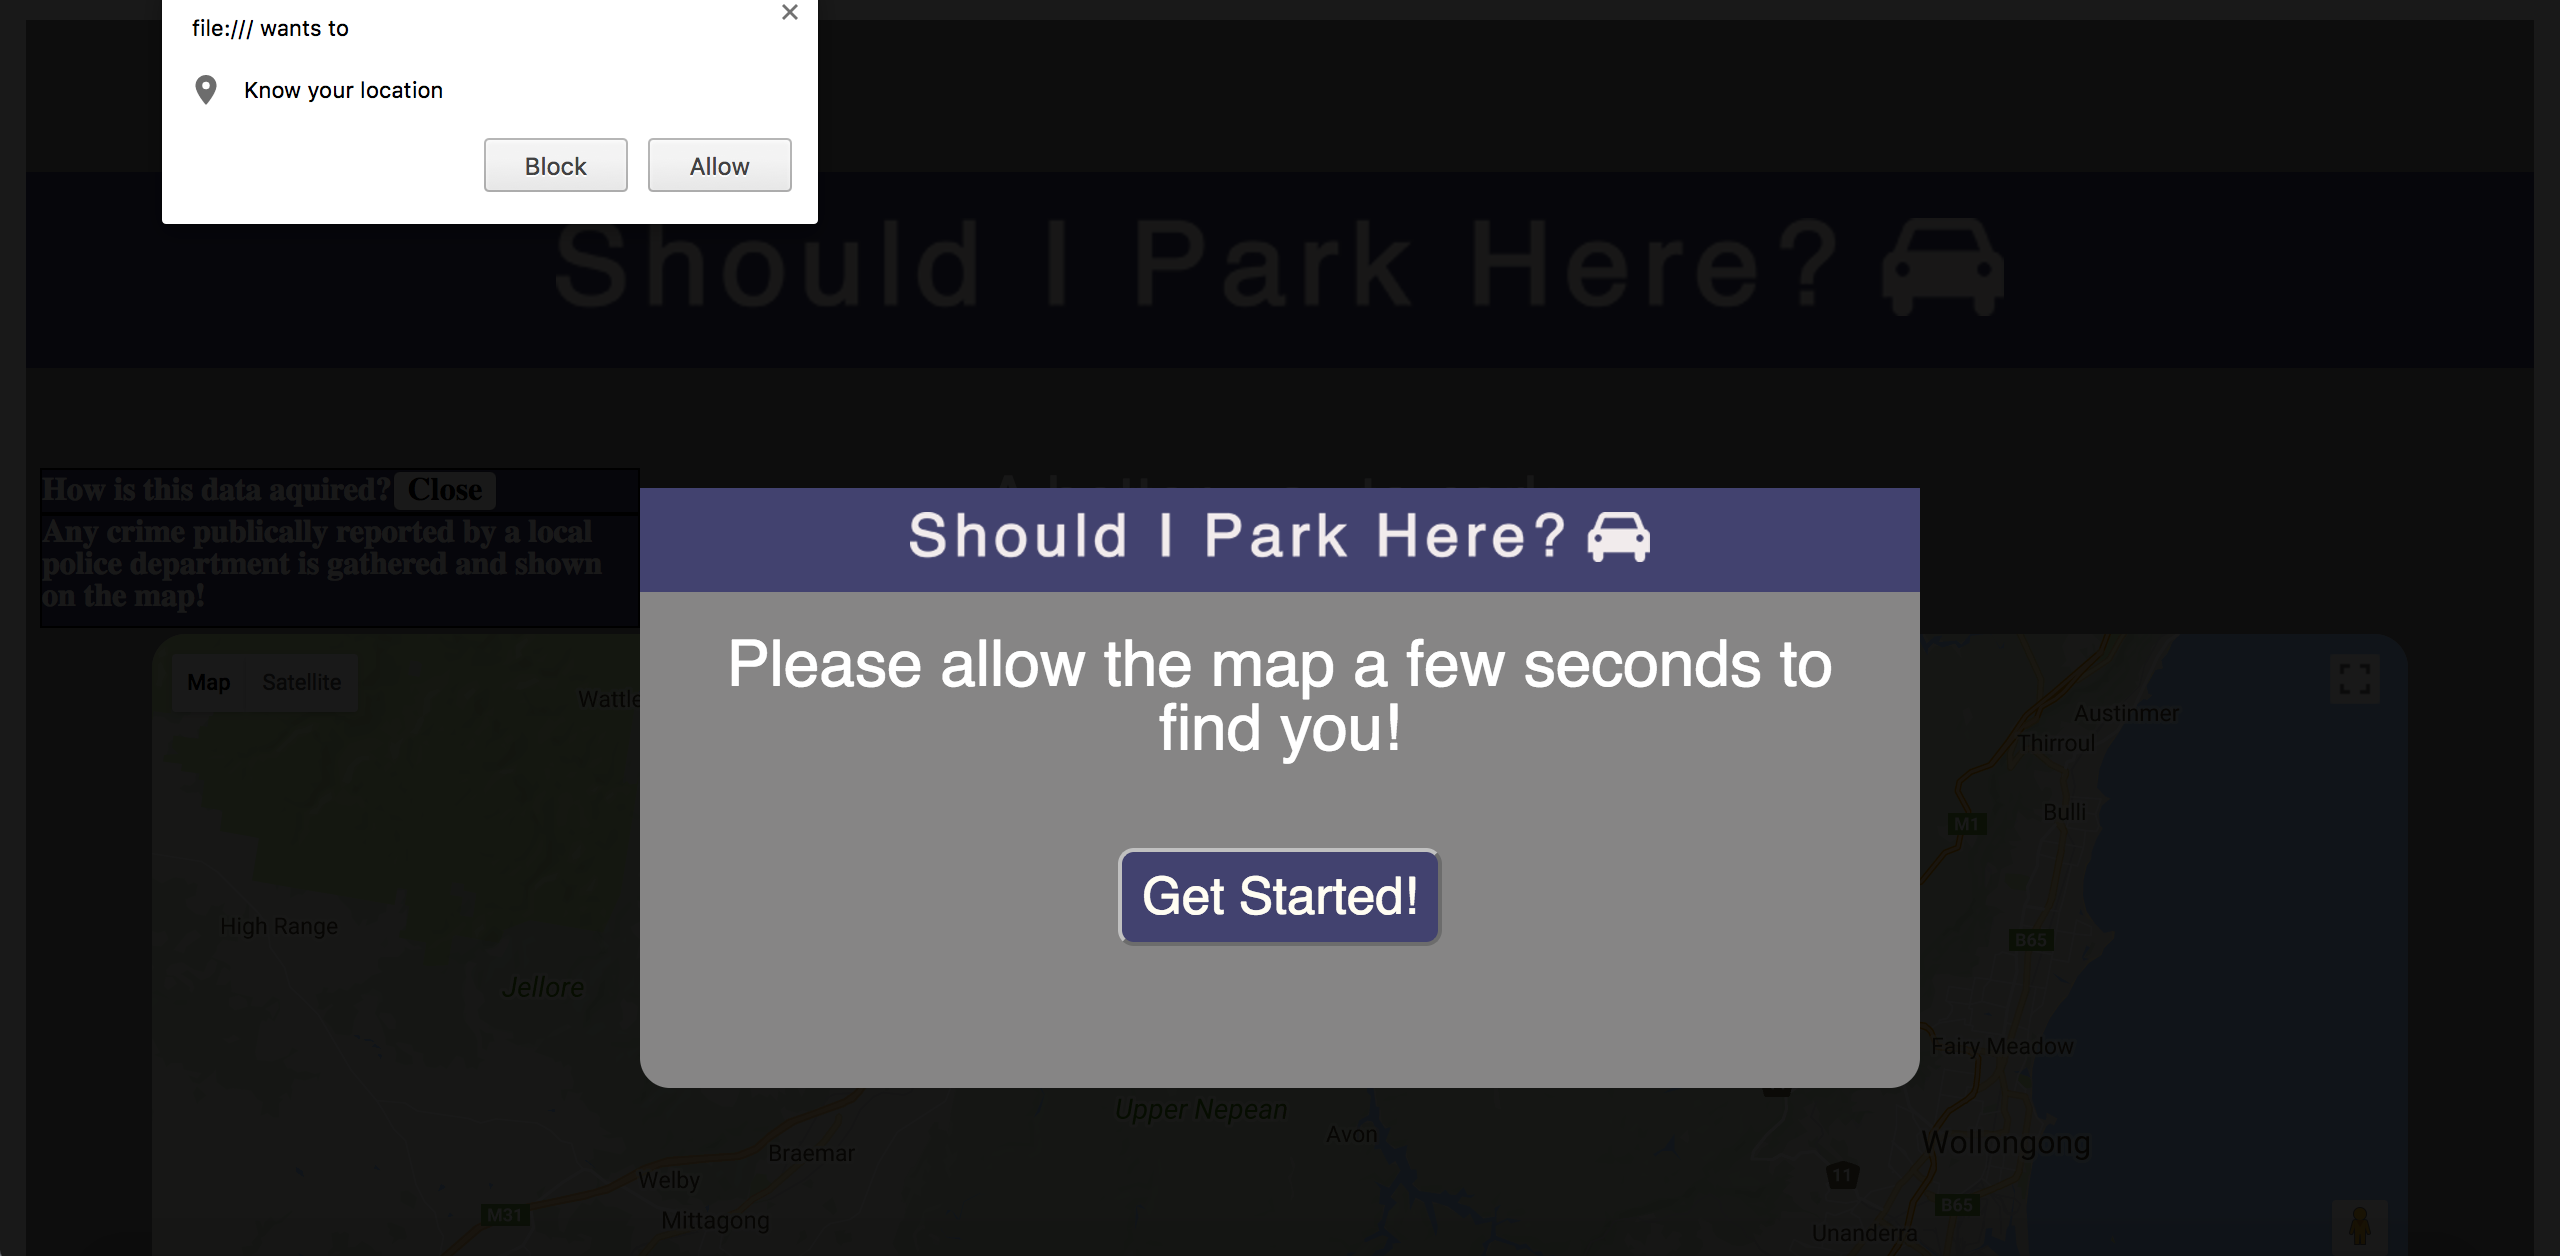 file:/// wants to
Know your location
Block
Allow
Should I Park Here?
How is this data aquired? Close
Any crime publically reported by a local
police department is gathered and shown
on the map!
Should I Park Here?
Please allow the map a few seconds to
find you!
Get Started!
Map
Satellite
Austinmer
Thirroul
Bulli
M1
B65
High Range
Jellore
Fairy Meadow
Upper Nepean
Avon
Wollongong
Braemar
Welby
11
B65
M31
Mittagong
Unanderra